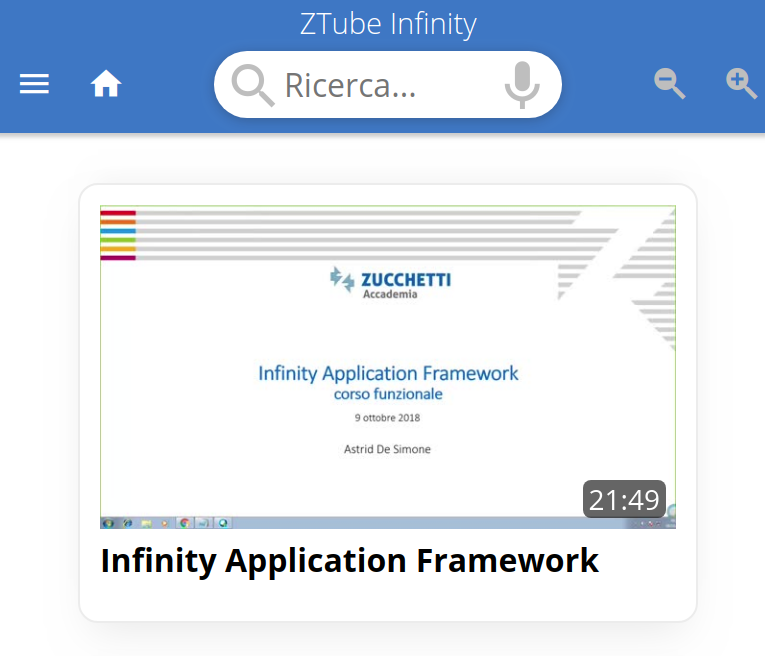 ZTube Infinity
Ricerca...
ZUCCHETTI
Accademia
Infinity Application Framework
corso funzionale
9 ottobre 2018
Astrid De Simone
21:49
Infinity Application Framework